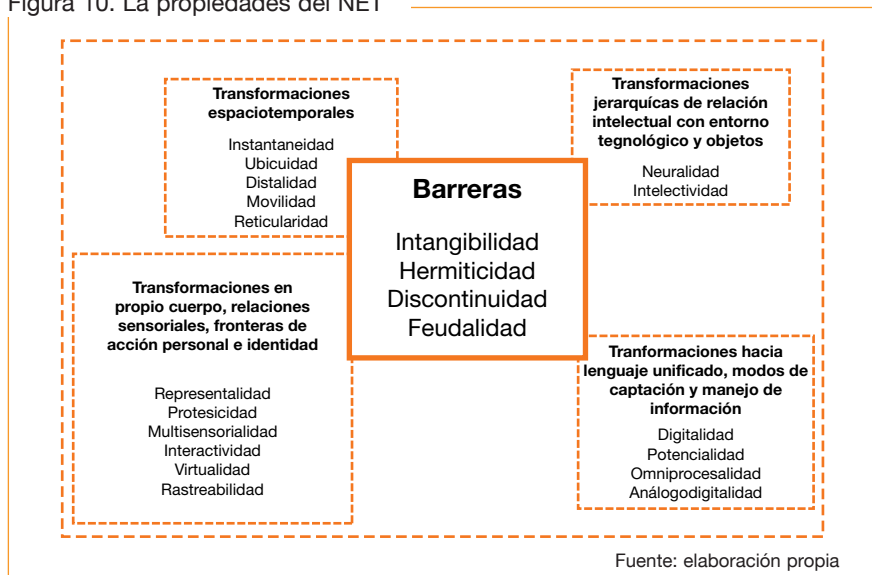 Figura 10. La propiedades del NET
Transformaciones
espaciotemporales
Instantaneidad
Ubicuidad
Distalidad
Movilidad
Reticularidad
Transformaciones
jerarquícas de relación
intelectual con entorno
tegnológico y objetos
Neuralidad
Intelectividad
Barreras
Intangibilidad
Hermiticidad
Discontinuidad
Feudalidad
Transformaciones en
propio cuerpo, relaciones
sensoriales, fronteras de
acción personal e identidad
Representalidad
Protesicidad
Multisensorialidad
Interactividad
Virtualidad
Rastreabilidad
Tranformaciones hacia
lenguaje unificado, modos de
captación y manejo de
información
Digitalidad
Potencialidad
Omniprocesalidad
Análogodigitalidad
Fuente: elaboración propia